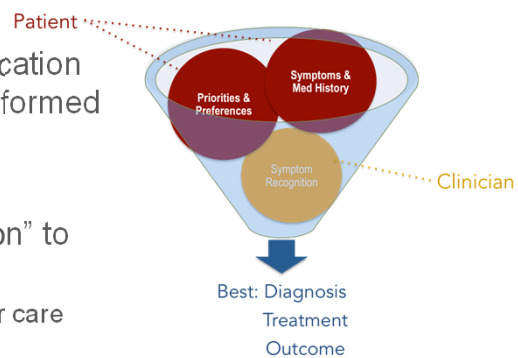 Patient
cation
formed
on” to
r care
Symptoms &
Med History
Priorities &
Preferences
Symptom
Recognition
Clinician
Best: Diagnosis
Treatment
Outcome